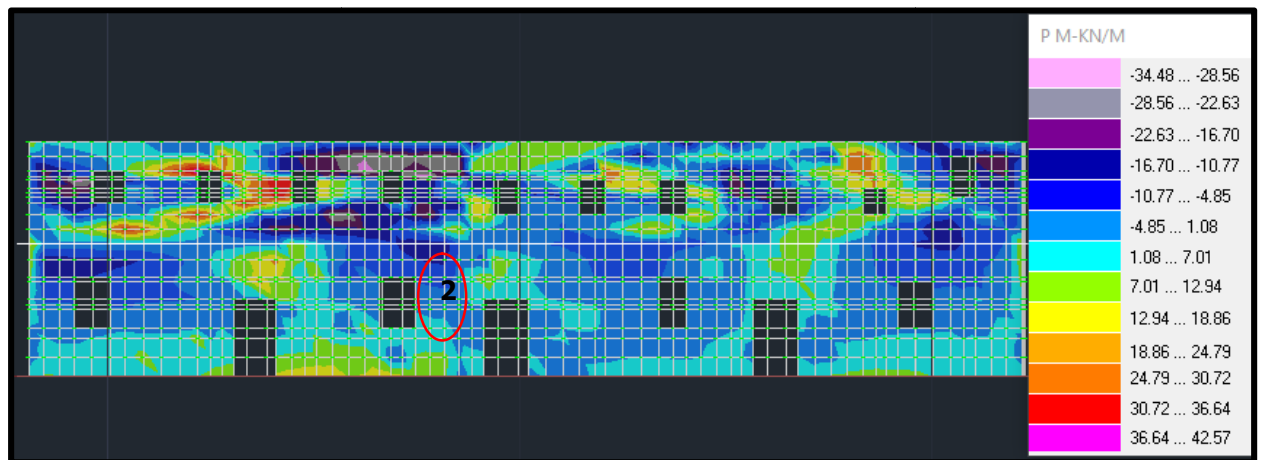 P M-KN/M
-34.48 ... -28.56
-28.56 ... -22.63
-22.63 ... -16.70
-16.70 ... -10.77
-10.77 ... -4.85
-4.85 ... 1.08
1.08 ... 7.01
7.01 ... 12.94
12.94 ... 18.86
18.86 ... 24.79
24.79 ... 30.72
30.72 ... 36.64
36.64 ... 42.57
2